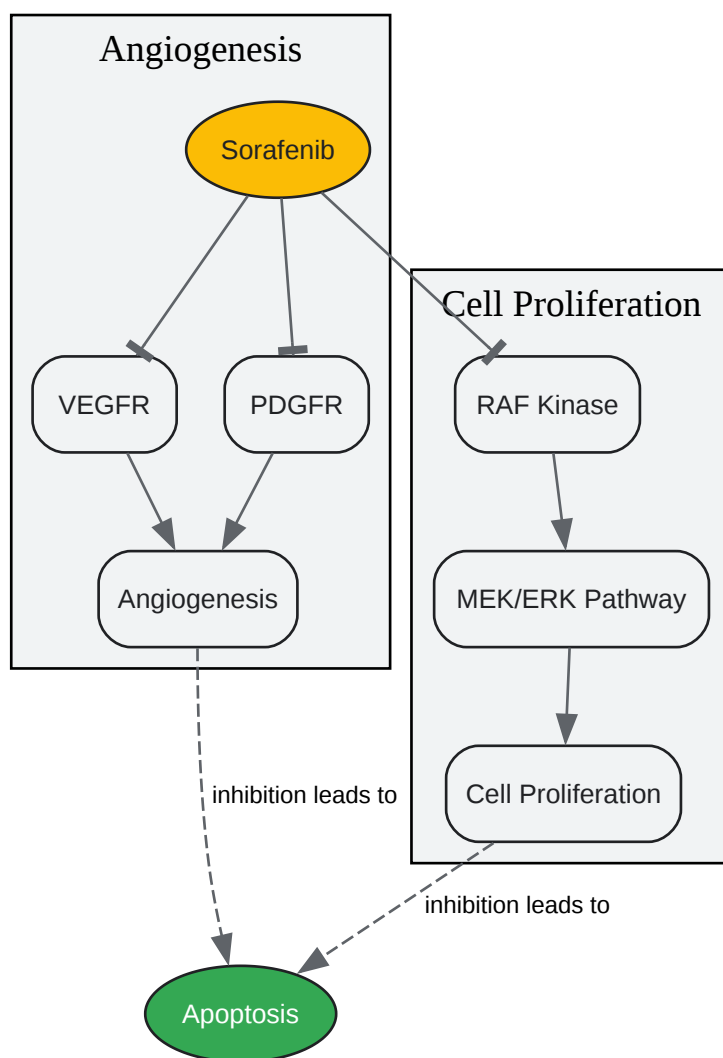 Angiogenesis
Sorafenib
Cell Proliferation
VEGFR
PDGFR
RAF Kinase
Angiogenesis
MEK/ERK Pathway
inhibition leads to
Cell Proliferation
inhibition leads to
Apoptosis